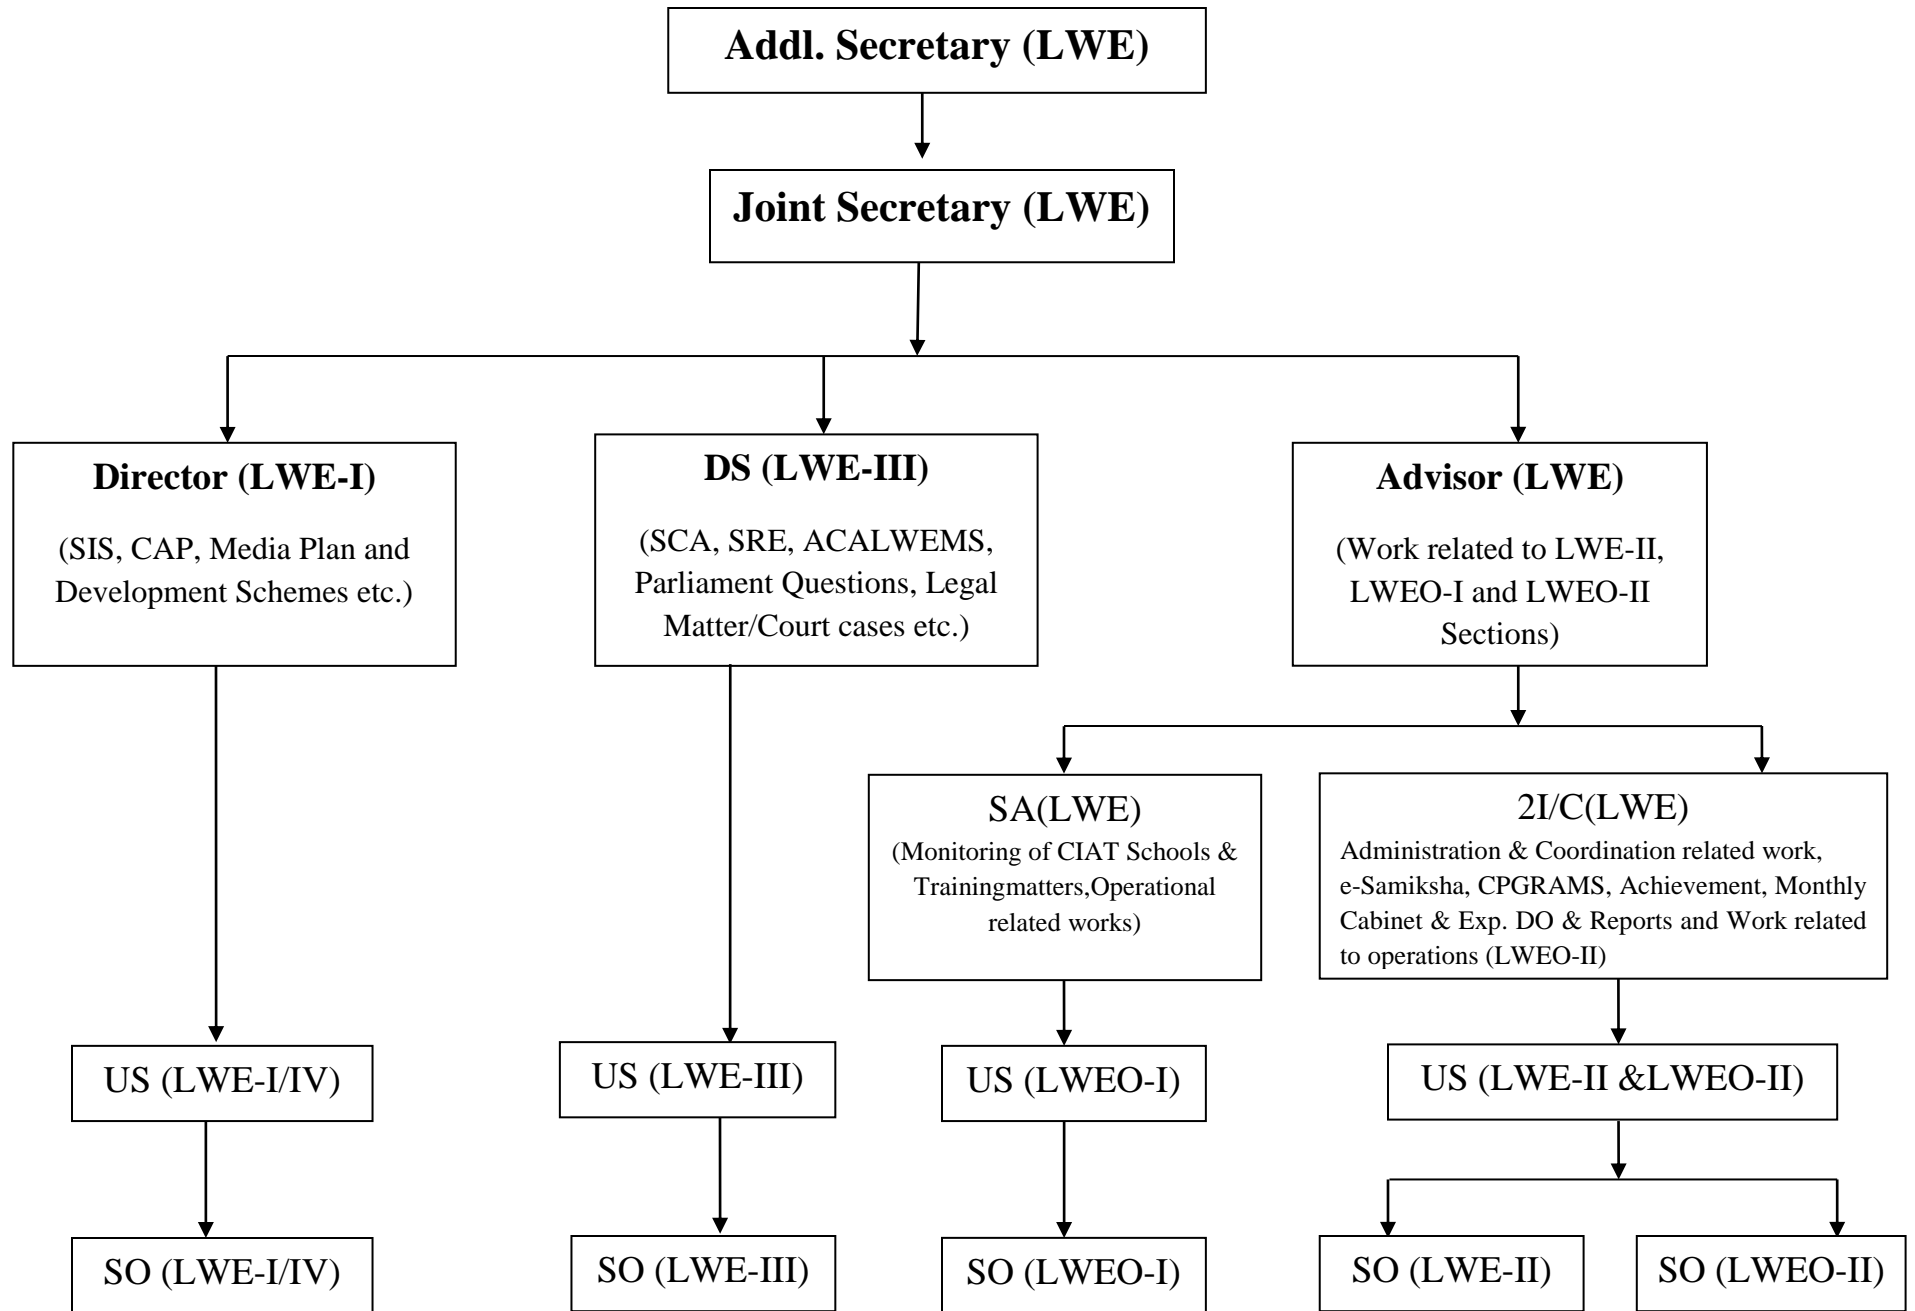 Addl. Secretary (LWE)
Joint Secretary (LWE)
Director (LWE-I)
(SIS, CAP, Media Plan and
Development Schemes etc.)
DS (LWE-III)
(SCA, SRE, ACALWEMS,
Parliament Questions, Legal
Matter/Court cases etc.)
Advisor (LWE)
(Work related to LWE-II,
LWEO-I and LWEO-II
Sections)
SA(LWE)
(Monitoring of CIAT Schools &
Trainingmatters,Operational
related works)
2I/C(LWE)
Administration & Coordination related work,
e-Samiksha, CPGRAMS, Achievement, Monthly
Cabinet & Exp. DO & Reports and Work related
to operations (LWEO-II)
US (LWE-I/IV)
US (LWE-III)
US (LWEO-I)
US (LWE-II &LWEO-II)
SO (LWE-I/IV)
SO (LWE-III)
SO (LWEO-I)
SO (LWE-II)
SO (LWEO-II)